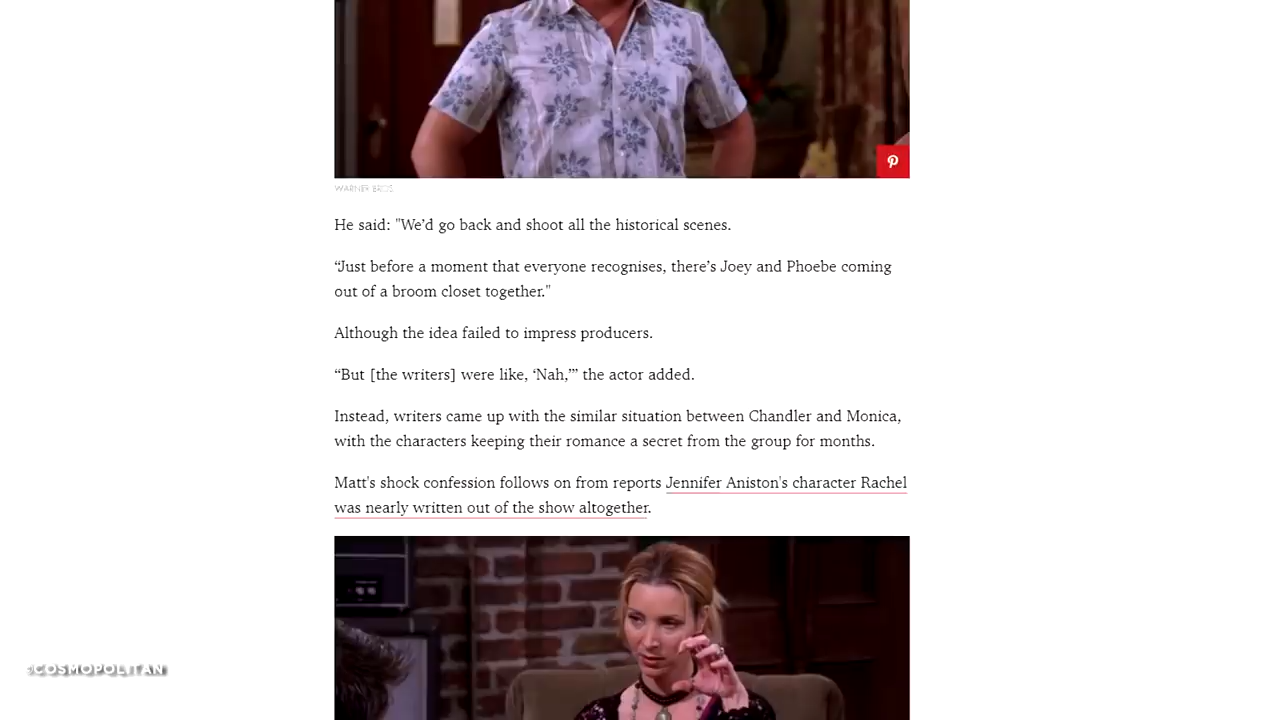 WARNER BROS.
He said: "We’d go back and shoot all the historical scenes.
“Just before a moment that everyone recognises, there’s Joey and Phoebe coming
out of a broom closet together."
Although the idea failed to impress producers.
“But [the writers] were like, ‘Nah,’” the actor added.
Instead, writers came up with the similar situation between Chandler and Monica,
with the characters keeping their romance a secret from the group for months.
Matt's shock confession follows on from reports Jennifer Aniston's character Rachel
was nearly written out of the show altogether.
©COSMOPOLITAN